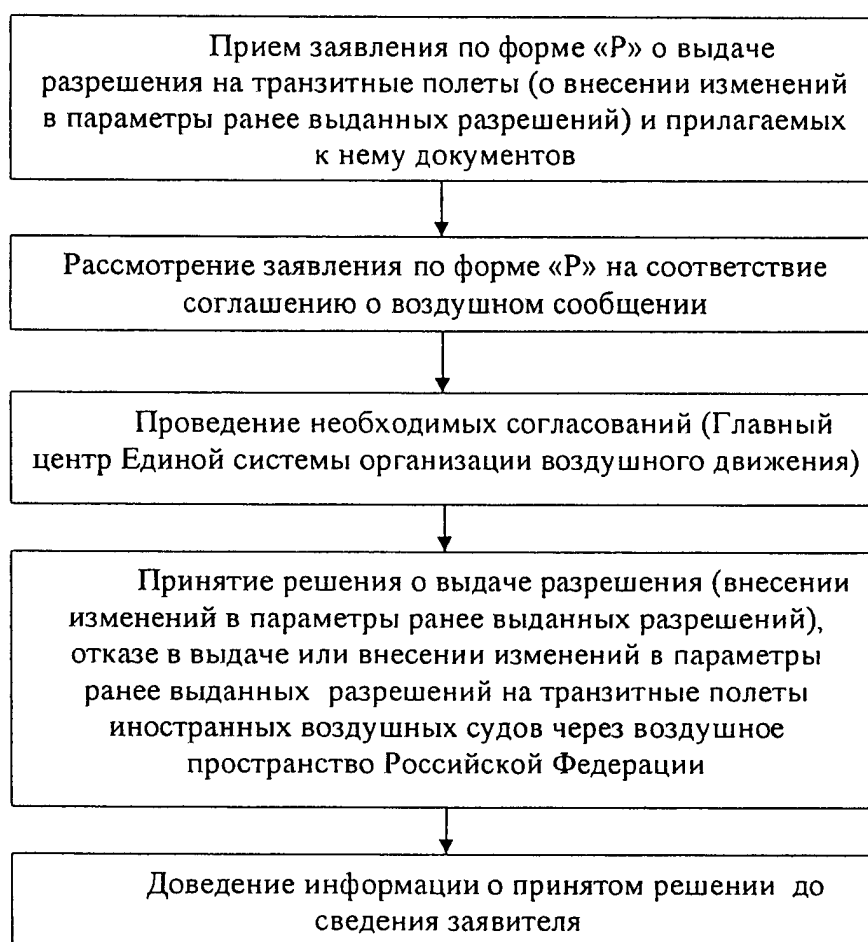 Прием заявления по форме «Р» о выдаче
разрешения на транзитные полеты (о внесении изменений
в параметры ранее выданных разрешений) и прилагаемых
к нему документов
Рассмотрение заявления по форме «Р» на соответствие
соглашению о воздушном сообщении
Проведение необходимых согласований (Главный
центр Единой системы организации воздушного движения)
Принятие решения о выдаче разрешения (внесении
изменений в параметры ранее выданных разрешений),
отказе в выдаче или внесении изменений в параметры
ранее выданных разрешений на транзитные полеты
иностранных воздушных судов через воздушное
пространство Российской Федерации
Доведение информации о принятом решении до
сведения заявителя